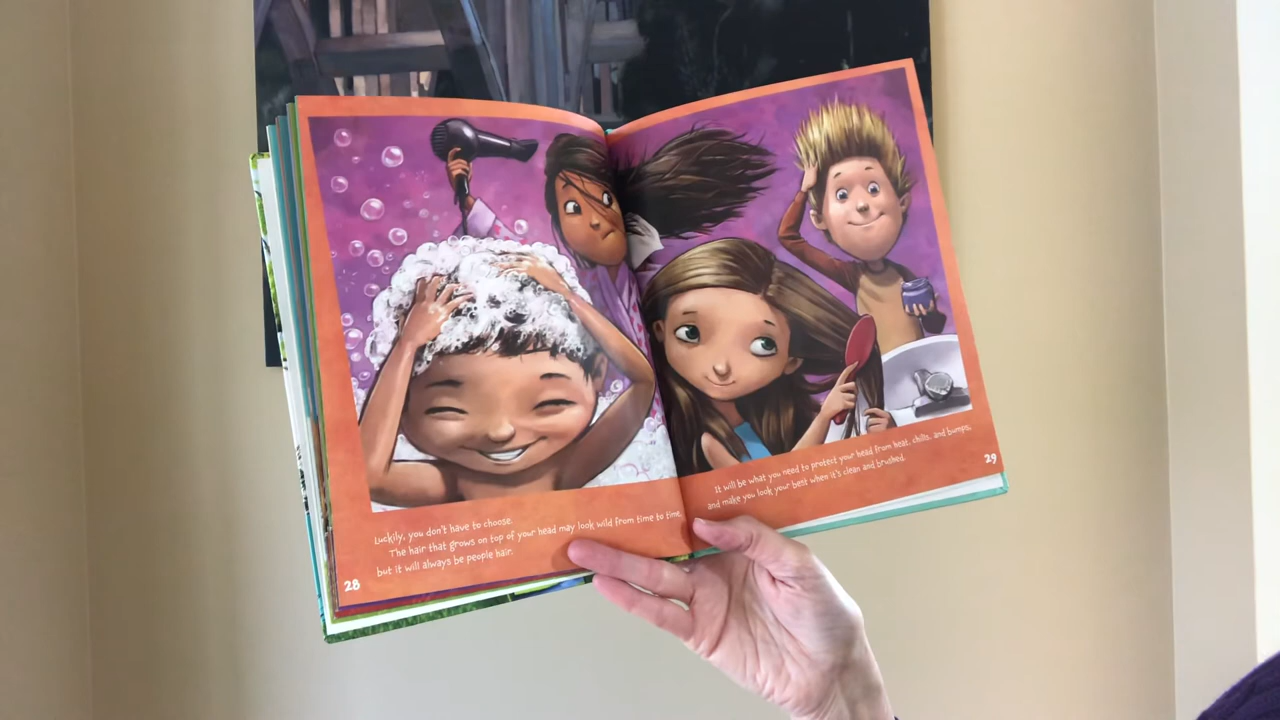 Luckily, you don't have to choose.
The hair that grows on top of your head may look wild from time to time,
but it will always be people hair.
28
It will be what you need to protect your head from heat, chills, and bumps,
and make you look your best when it's clean and brushed.
29